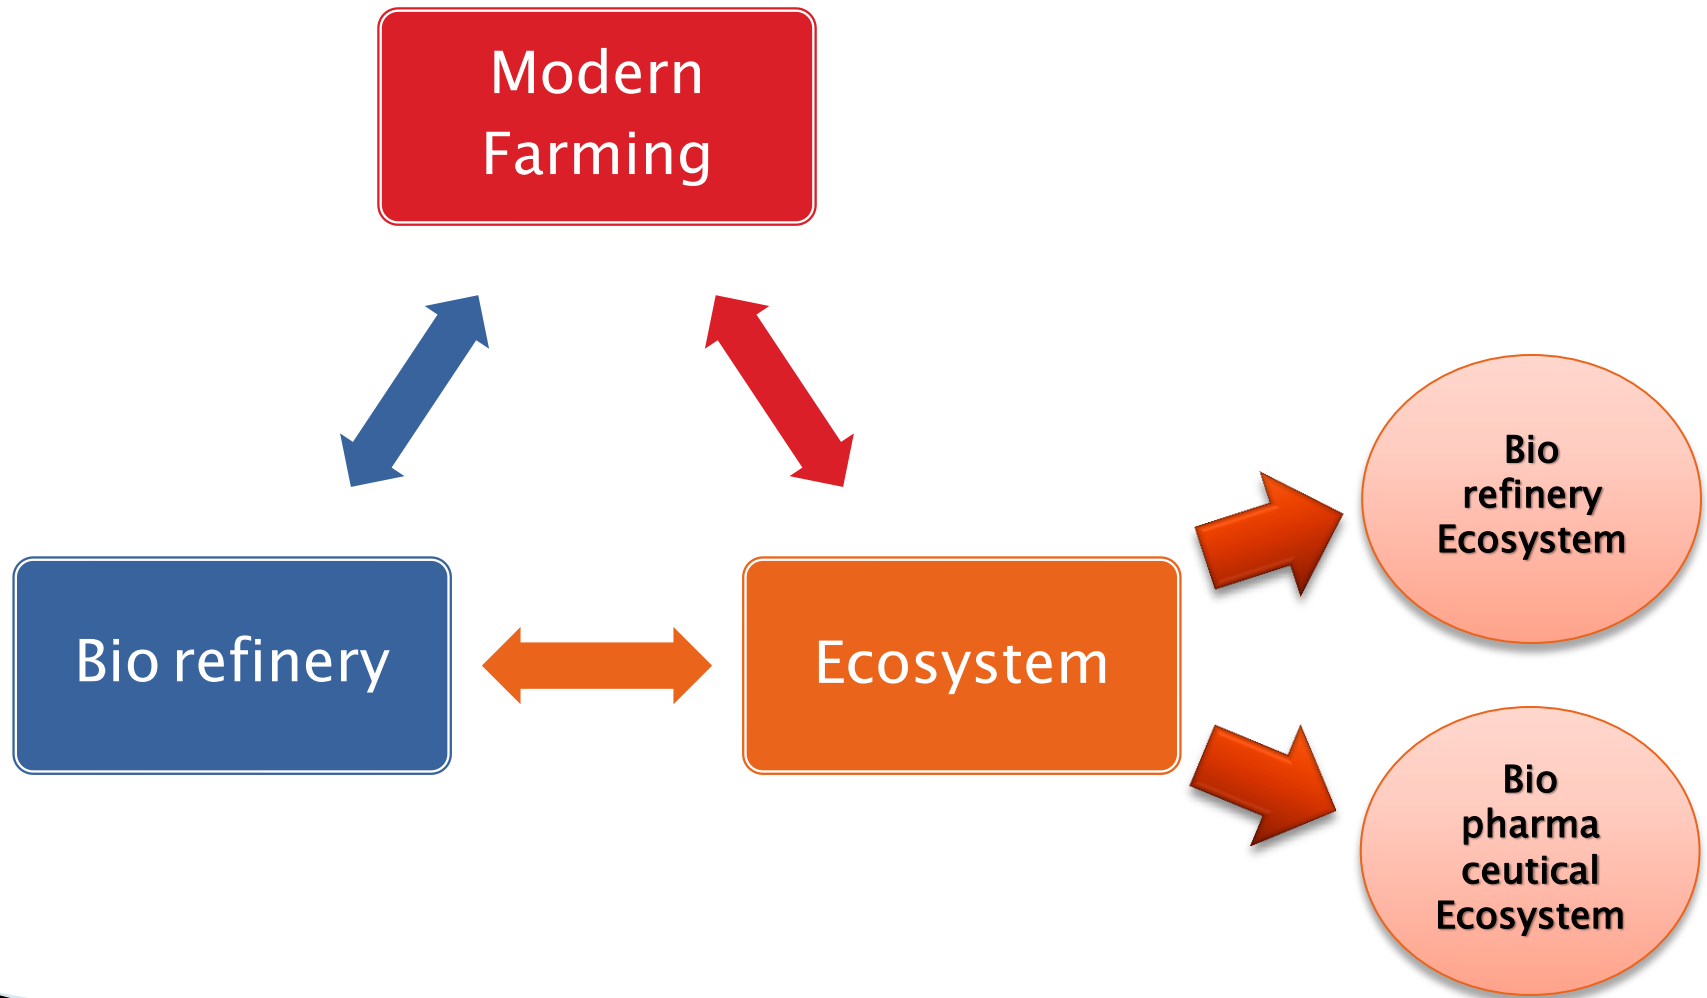 Modern
Farming
Bio refinery
Ecosystem
Bio
refinery
Ecosystem
Bio
pharma
ceutical
Ecosystem